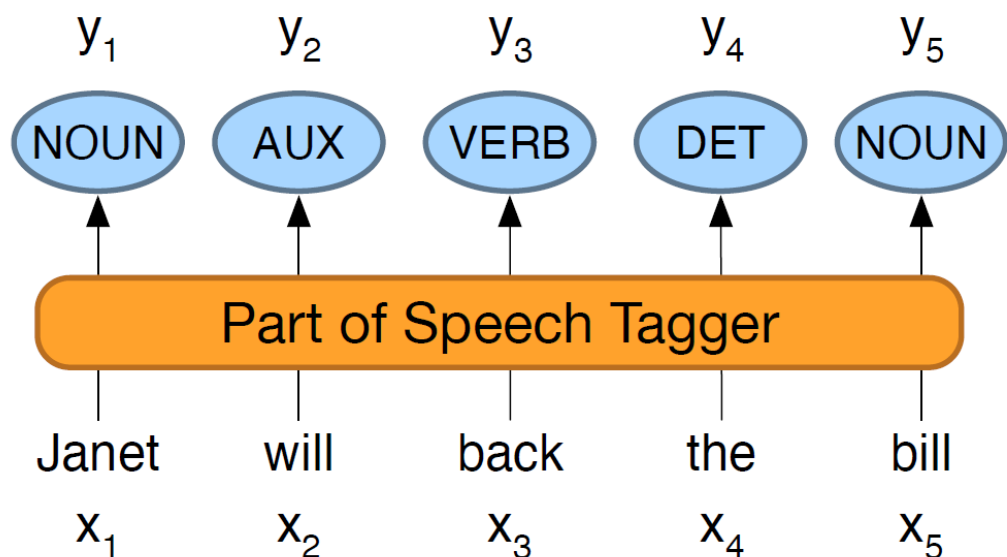 y₁ y₂ y₃ y₄ y₅
NOUN AUX VERB DET NOUN
Part of Speech Tagger
Janet will back the bill
x₁ x₂ x₃ x₄ x₅